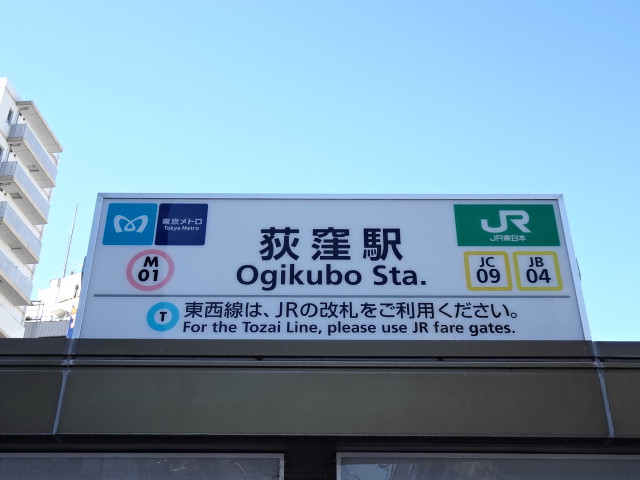 東京メトロ
Tokyo Metro
M
01
荻窪駅
Ogikubo Sta.
JR
JR東日本
JC
09
JB
04
T 東西線は、JRの改札をご利用ください。
For the Tozai Line, please use JR fare gates.